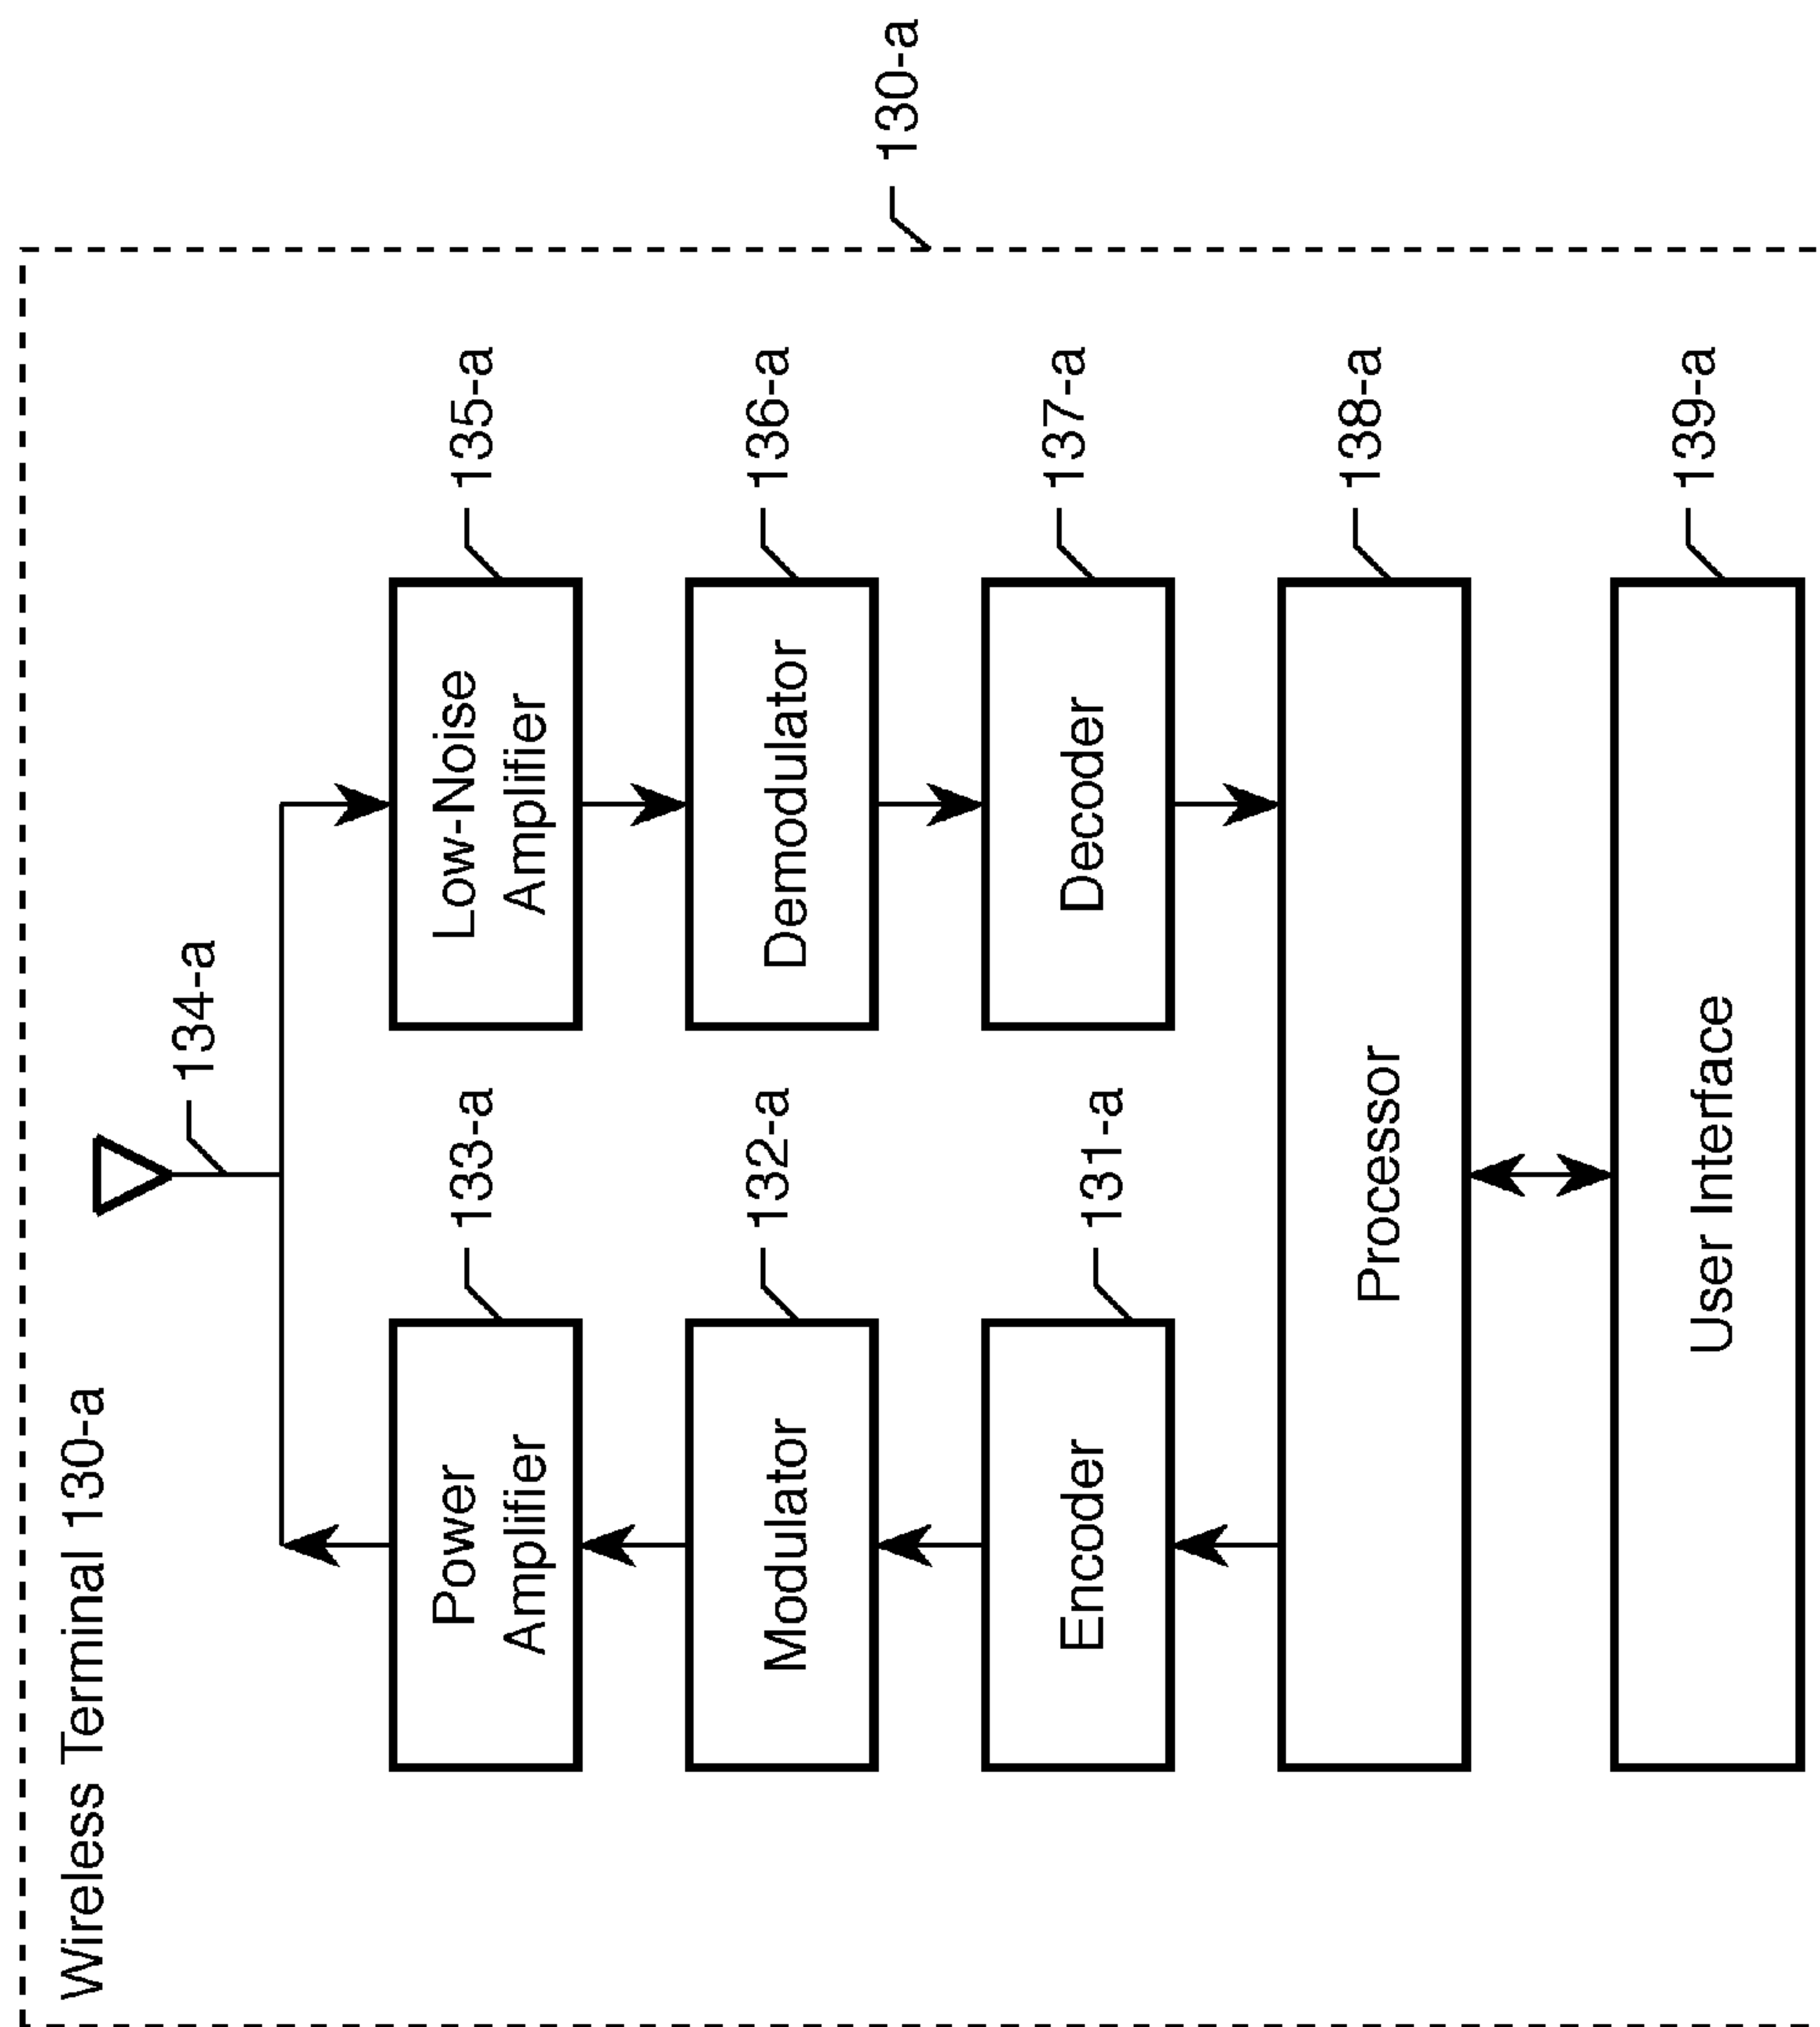 Wireless Terminal 130-a
134-a
130-a
Power
Amplifier
133-a
Low-Noise
Amplifier
135-a
Modulator
132-a
Demodulator
136-a
Encoder
131-a
Decoder
137-a
Processor
138-a
User Interface
139-a